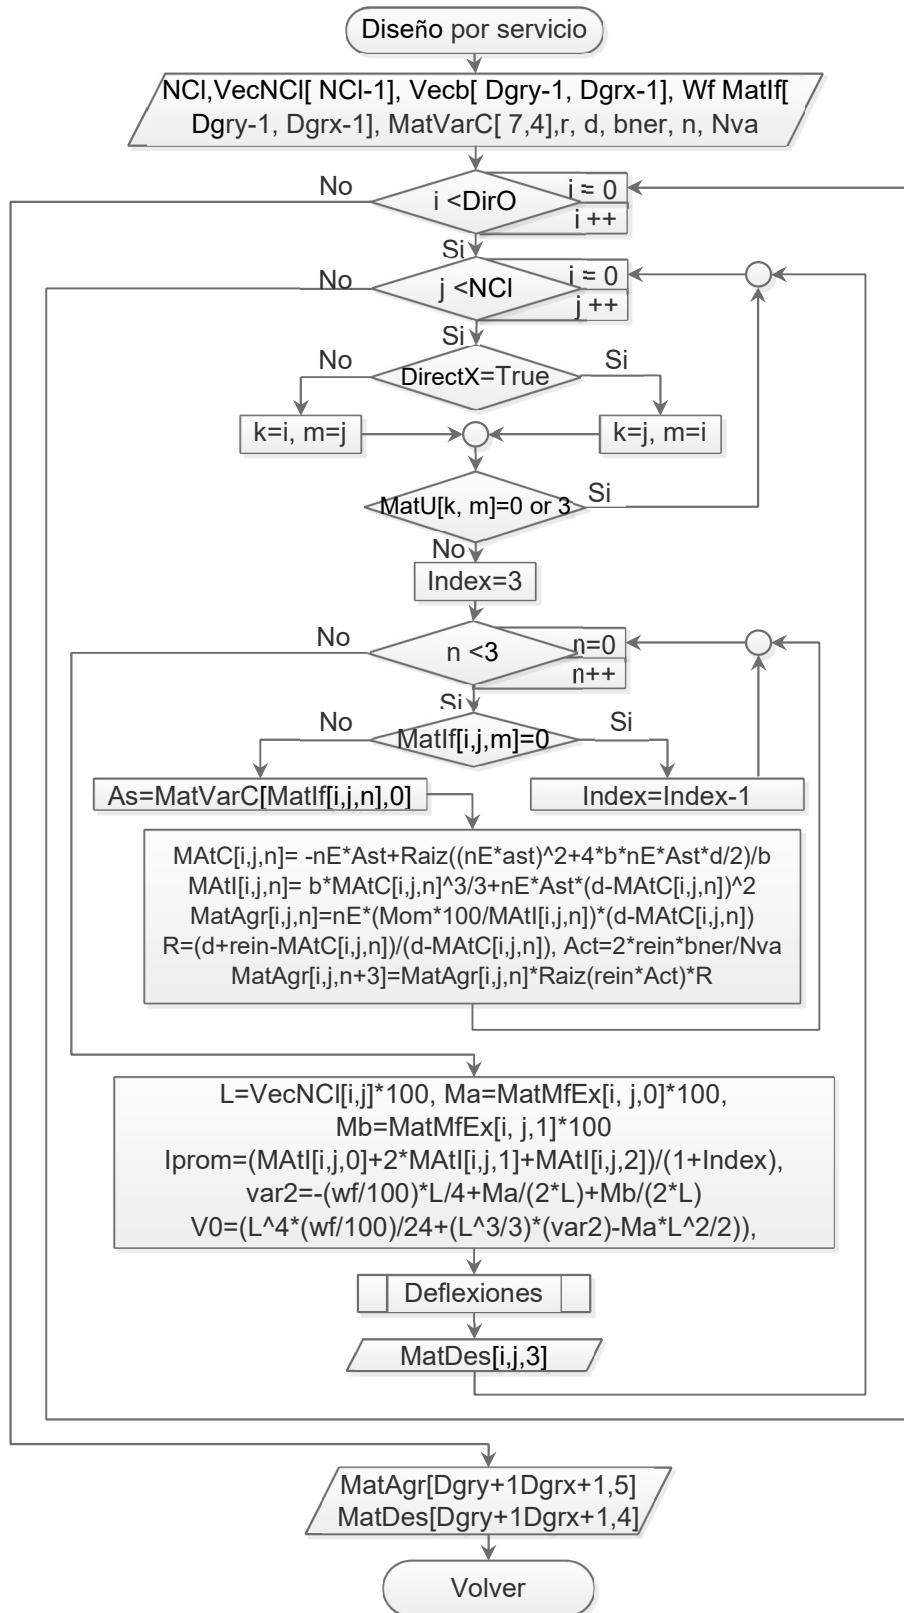 Diseño por servicio
NCl,VecNCl[ NCl-1], Vecb[ Dgry-1, Dgrx-1], Wf MatIf[
Dgry-1, Dgrx-1], MatVarC[ 7,4],r, d, bner, n, Nva
No
i <DirO
i = 0
i ++
Si
No
j <NCl
i = 0
j ++
Si
No
DirectX=True
Si
k=i, m=j
k=j, m=i
MatU[k, m]=0 or 3
Si
No
Index=3
No
n <3
n=0
n++
Si
No
MatIf[i,j,m]=0
Si
As=MatVarC[MatIf[i,j,n],0]
Index=Index-1
MAtC[i,j,n]= -nE*Ast+Raiz((nE*ast)^2+4*b*nE*Ast*d/2)/b
MAtI[i,j,n]= b*MAtC[i,j,n]^3/3+nE*Ast*(d-MAtC[i,j,n])^2
MatAgr[i,j,n]=nE*(Mom*100/MAtI[i,j,n])*(d-MAtC[i,j,n])
R=(d+rein-MAtC[i,j,n])/(d-MAtC[i,j,n]), Act=2*rein*bner/Nva
MatAgr[i,j,n+3]=MatAgr[i,j,n]*Raiz(rein*Act)*R
L=VecNCl[i,j]*100, Ma=MatMfEx[i, j,0]*100,
Mb=MatMfEx[i, j,1]*100
Iprom=(MAtI[i,j,0]+2*MAtI[i,j,1]+MAtI[i,j,2])/(1+Index),
var2=-(wf/100)*L/4+Ma/(2*L)+Mb/(2*L)
V0=(L^4*(wf/100)/24+(L^3/3)*(var2)-Ma*L^2/2)),
Deflexiones
MatDes[i,j,3]
MatAgr[Dgry+1Dgrx+1,5]
MatDes[Dgry+1Dgrx+1,4]
Volver